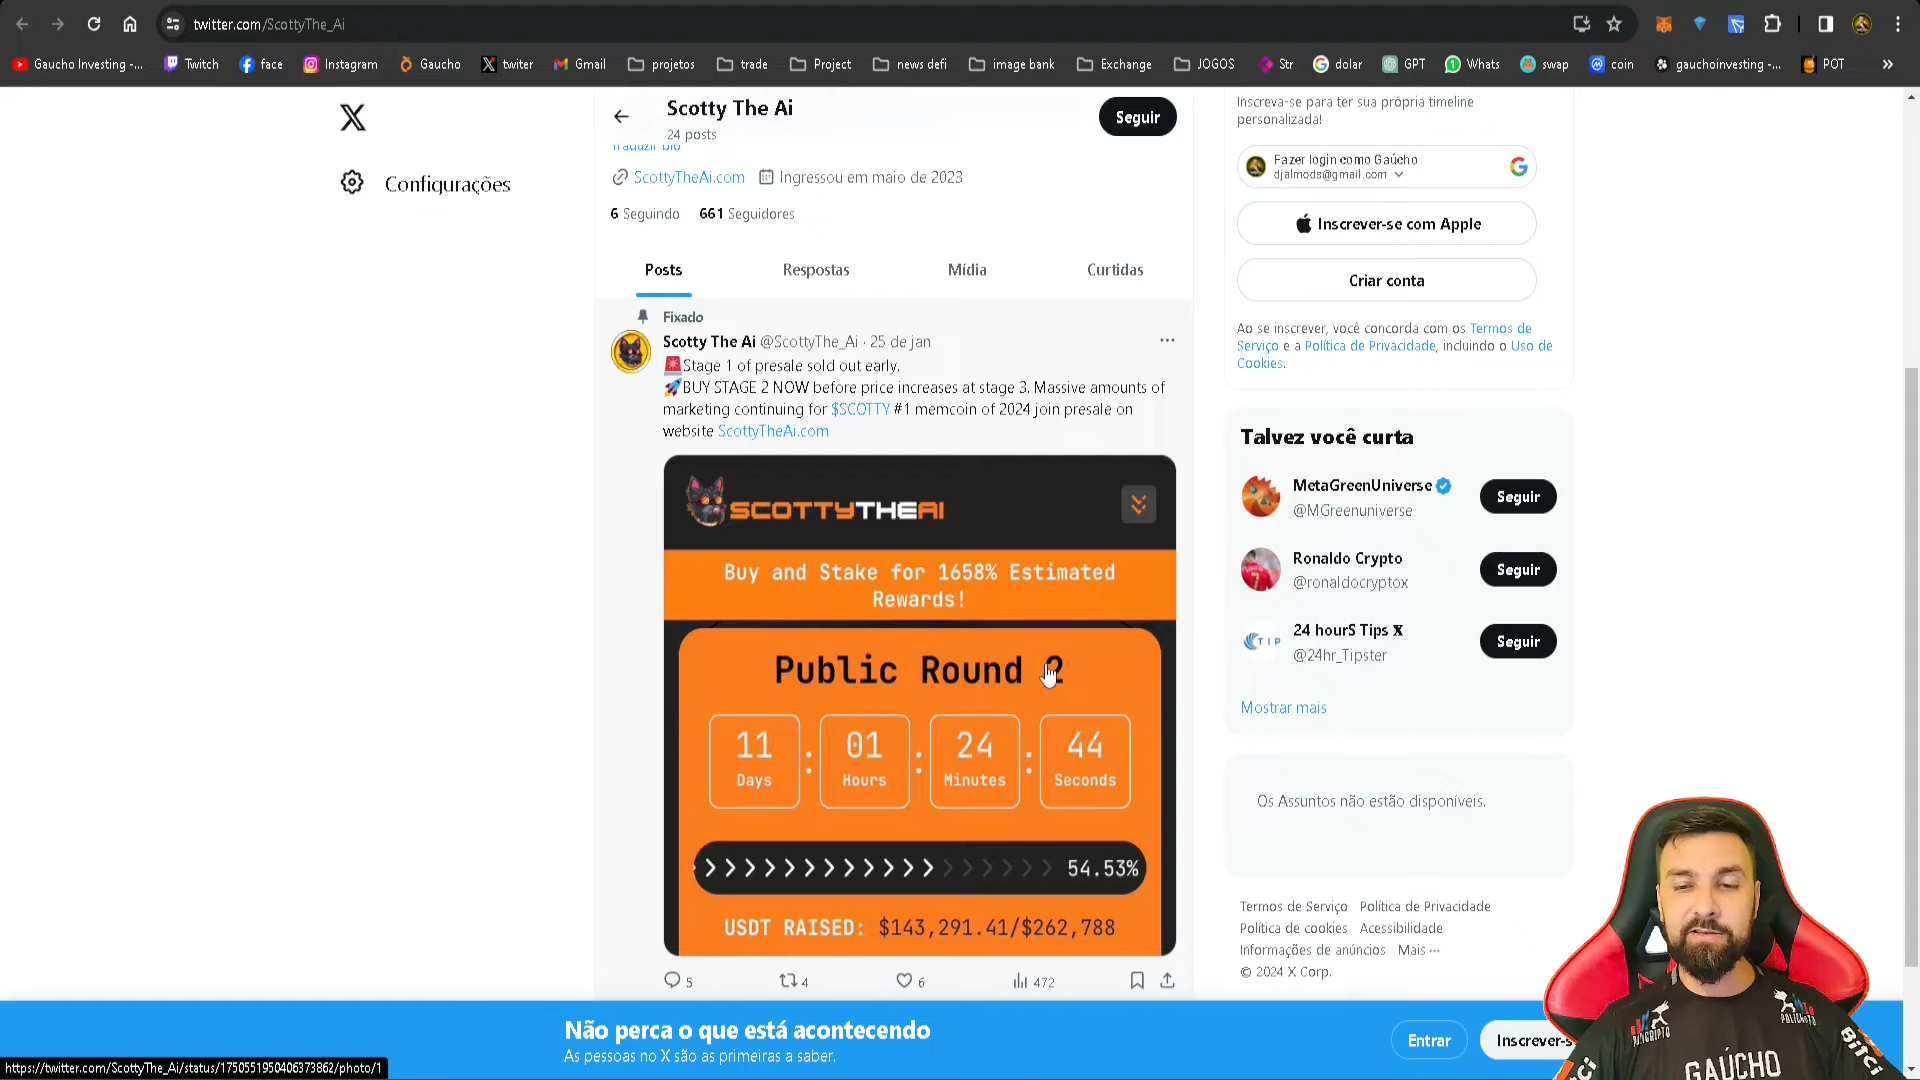 twitter.com/ScottyThe_Ai
Gaucho Investing -...
Twitch
face
Instagram
Gaucho
twiter
Gmail
projetos
trade
Project
news defi
image bank
Exchange
JOGOS
Str
dolar
GPT
Whats
swap
coin
gauchoinvesting -...
POT
Configurações
Scotty The Ai
24 posts
Seguir
Traduzir bio
ScottyTheAi.com
Ingressou em maio de 2023
6 Seguindo
661 Seguidores
Posts
Respostas
Mídia
Curtidas
Fixado
Scotty The Ai @ScottyThe_Ai · 25 de jan
🚨Stage 1 of presale sold out early.
🚀BUY STAGE 2 NOW before price increases at stage 3. Massive amounts of
marketing continuing for $SCOTTY #1 memcoin of 2024 join presale on
website ScottyTheAi.com
SCOTTYTHEAI
Buy and Stake for 1658% Estimated
Rewards!
Public Round 2
11 : 01 : 24 : 44
Days Hours Minutes Seconds
54.53%
USDT RAISED: $143,291.41/$262,788
5
4
6
472
Inscreva-se para ter sua própria timeline
personalizada!
Fazer login como Gaúcho
djalmods@gmail.com
Inscrever-se com Apple
Criar conta
Ao se inscrever, você concorda com os Termos de
Serviço e a Política de Privacidade, incluindo o Uso de
Cookies.
Talvez você curta
MetaGreenUniverse
@MGreenuniverse
Seguir
Ronaldo Crypto
@ronaldocryptox
Seguir
TIP
24 hourS Tips X
@24hr_Tipster
Seguir
Mostrar mais
Os Assuntos não estão disponíveis.
Termos de Serviço Política de Privacidade
Política de cookies Acessibilidade
Informações de anúncios Mais ···
© 2024 X Corp.
Não perca o que está acontecendo
As pessoas no X são as primeiras a saber.
Entrar
Inscrever-s
https://twitter.com/ScottyThe_Ai/status/1750551950406373862/photo/1
GAÚCHO
Bitci